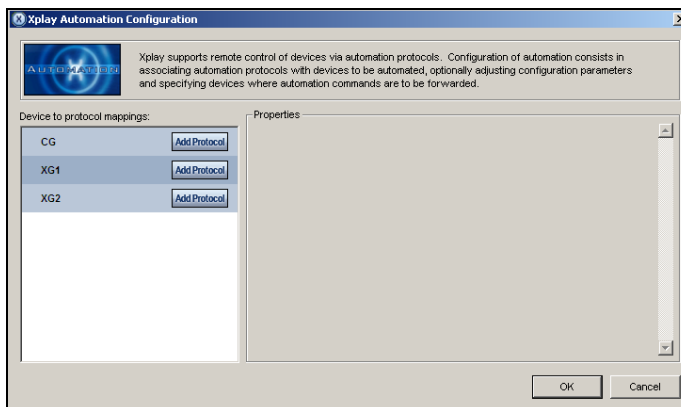 Xplay Automation Configuration
AUTOMATION
Xplay supports remote control of devices via automation protocols. Configuration of automation consists in
associating automation protocols with devices to be automated, optionally adjusting configuration parameters
and specifying devices where automation commands are to be forwarded.
Device to protocol mappings:
Properties
CG
Add Protocol
XG1
Add Protocol
XG2
Add Protocol
OK
Cancel